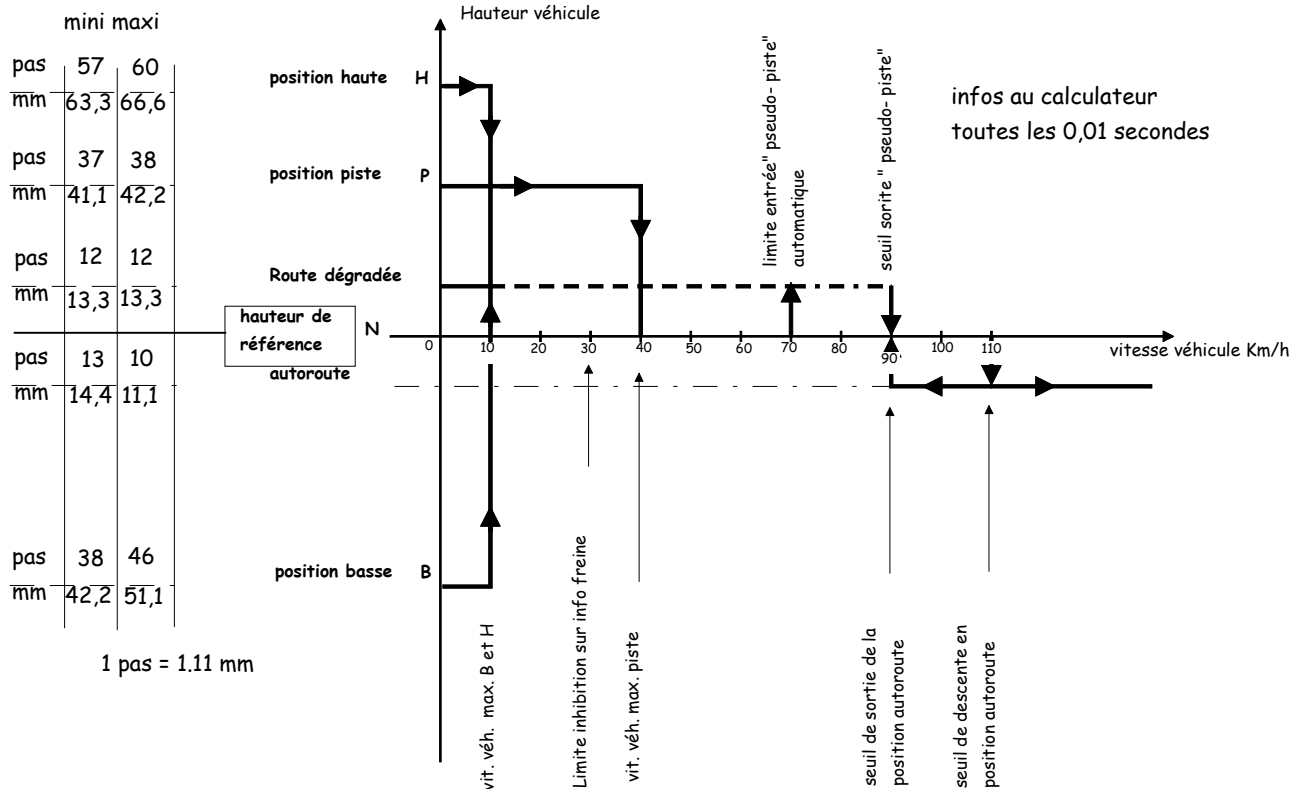 mini maxi
pas 57 60
mm 63,3 66,6
pas 37 38
mm 41,1 42,2
pas 12 12
mm 13,3 13,3
pas 13 10
mm 14,4 11,1
pas 38 46
mm 42,2 51,1
1 pas = 1.11 mm
Hauteur véhicule
position haute H
position piste P
Route dégradée
hauteur de
référence
N
autoroute
position basse B
0 10 20 30 40 50 60 70 80 90' 100 110
vitesse véhicule Km/h
limite entrée" pseudo- piste"
automatique
seuil sorite " pseudo- piste"
infos au calculateur
toutes les 0,01 secondes
vit. véh. max. B et H
Limite inhibition sur info freine
vit. véh. max. piste
seuil de sortie de la
position autoroute
seuil de descente en
position autoroute